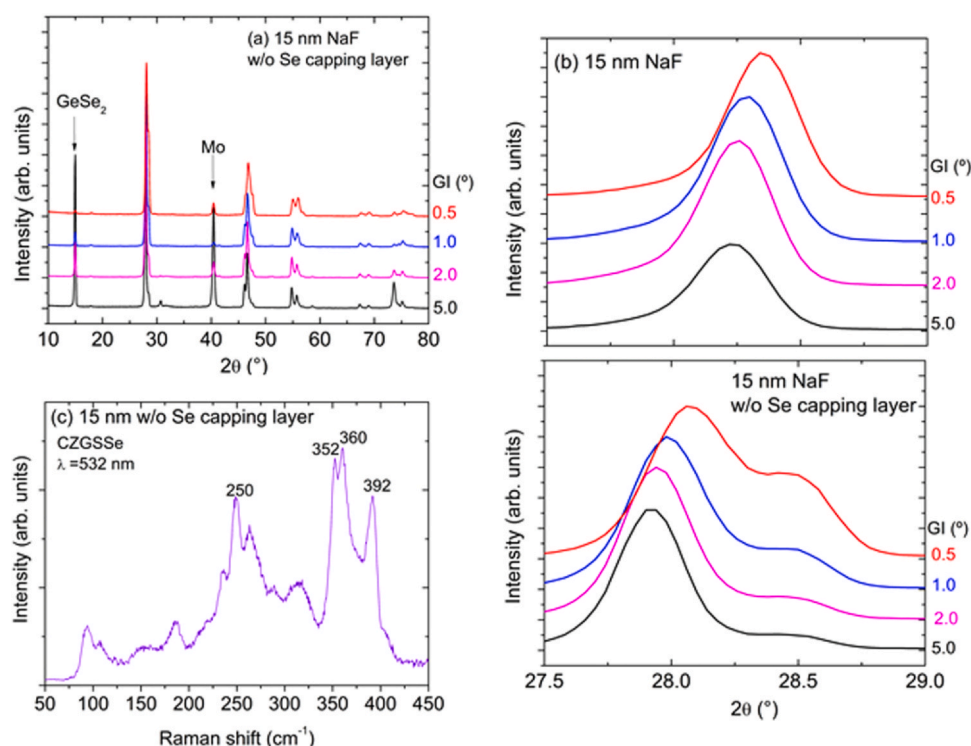 (a) 15 nm NaF
w/o Se capping layer
GeSe₂
Mo
GI (º)
0.5
1.0
2.0
5.0
Intensity (arb. units)
10 20 30 40 50 60 70 80
2θ (°)
(b) 15 nm NaF
GI (º)
0.5
1.0
2.0
5.0
Intensity (arb. units)
15 nm NaF
w/o Se capping layer
GI (º)
0.5
1.0
2.0
5.0
Intensity (arb. units)
27.5 28.0 28.5 29.0
2θ (°)
(c) 15 nm w/o Se capping layer
CZGSSe
λ =532 nm
250
352
360
392
Intensity (arb. units)
50 100 150 200 250 300 350 400 450
Raman shift (cm⁻¹)